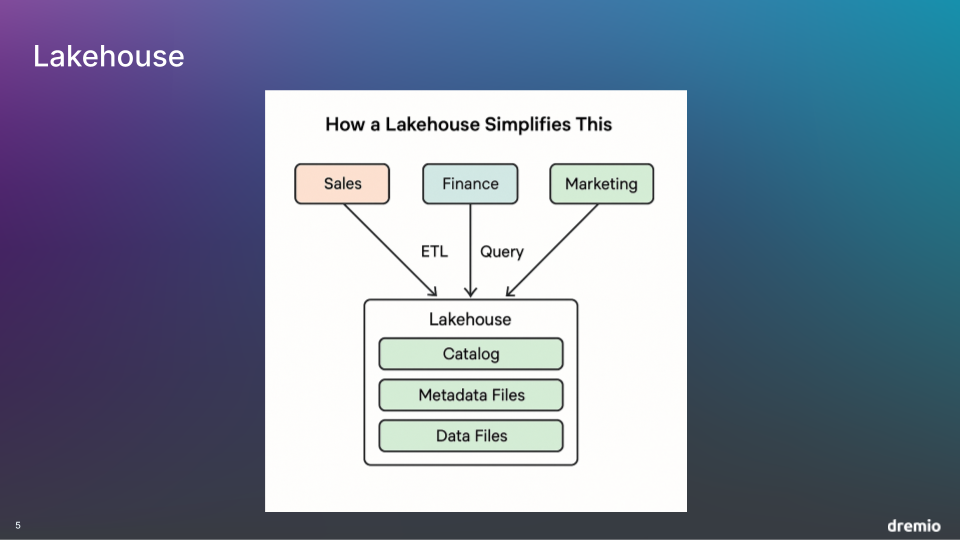 Lakehouse
How a Lakehouse Simplifies This
Sales
Finance
Marketing
ETL
Query
Lakehouse
Catalog
Metadata Files
Data Files
5
dremio